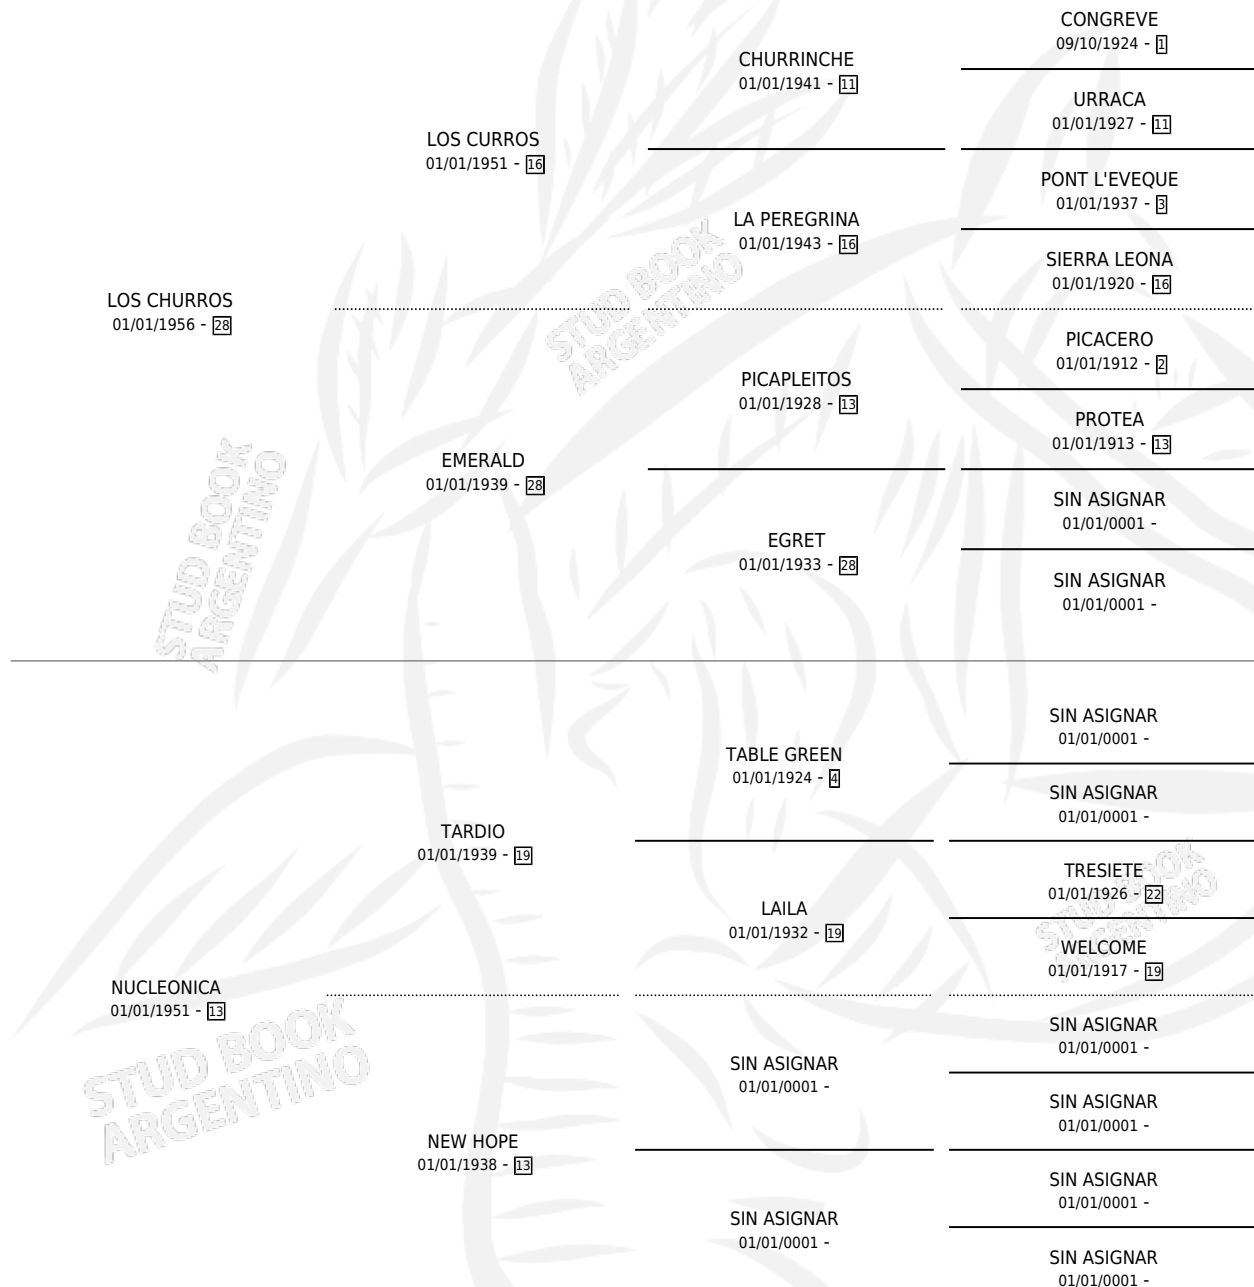 CONGREVE
09/10/1924 - 1
CHURRINCHE
01/01/1941 - 11
URRACA
01/01/1927 - 11
LOS CURROS
01/01/1951 - 16
PONT L'EVEQUE
01/01/1937 - 3
LA PEREGRINA
01/01/1943 - 16
SIERRA LEONA
01/01/1920 - 16
LOS CHURROS
01/01/1956 - 28
PICACERO
01/01/1912 - 2
PICAPLEITOS
01/01/1928 - 13
PROTEA
01/01/1913 - 13
EMERALD
01/01/1939 - 28
SIN ASIGNAR
01/01/0001 -
EGRET
01/01/1933 - 28
SIN ASIGNAR
01/01/0001 -
SIN ASIGNAR
01/01/0001 -
TABLE GREEN
01/01/1924 - 4
SIN ASIGNAR
01/01/0001 -
TARDIO
01/01/1939 - 19
TRESIETE
01/01/1926 - 22
LAILA
01/01/1932 - 19
WELCOME
01/01/1917 - 19
NUCLEONICA
01/01/1951 - 13
SIN ASIGNAR
01/01/0001 -
SIN ASIGNAR
01/01/0001 -
SIN ASIGNAR
01/01/0001 -
NEW HOPE
01/01/1938 - 13
SIN ASIGNAR
01/01/0001 -
SIN ASIGNAR
01/01/0001 -
SIN ASIGNAR
01/01/0001 -
STUD BOOK
ARGENTINO
STUD BOOK
ARGENTINO
STUD BOOK
ARGENTINO
STUD BOOK
ARGENTINO